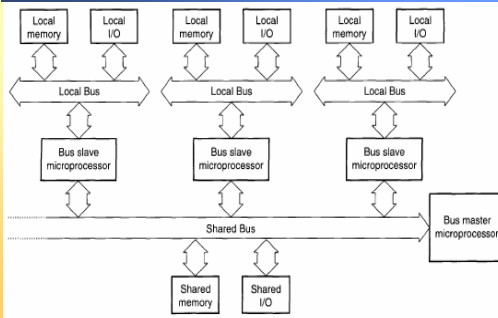 Local
memory
Local
I/O
Local
memory
Local
I/O
Local
memory
Local
I/O
Local Bus
Local Bus
Local Bus
Bus slave
microprocessor
Bus slave
microprocessor
Bus slave
microprocessor
Shared Bus
Bus master
microprocessor
Shared
memory
Shared
I/O